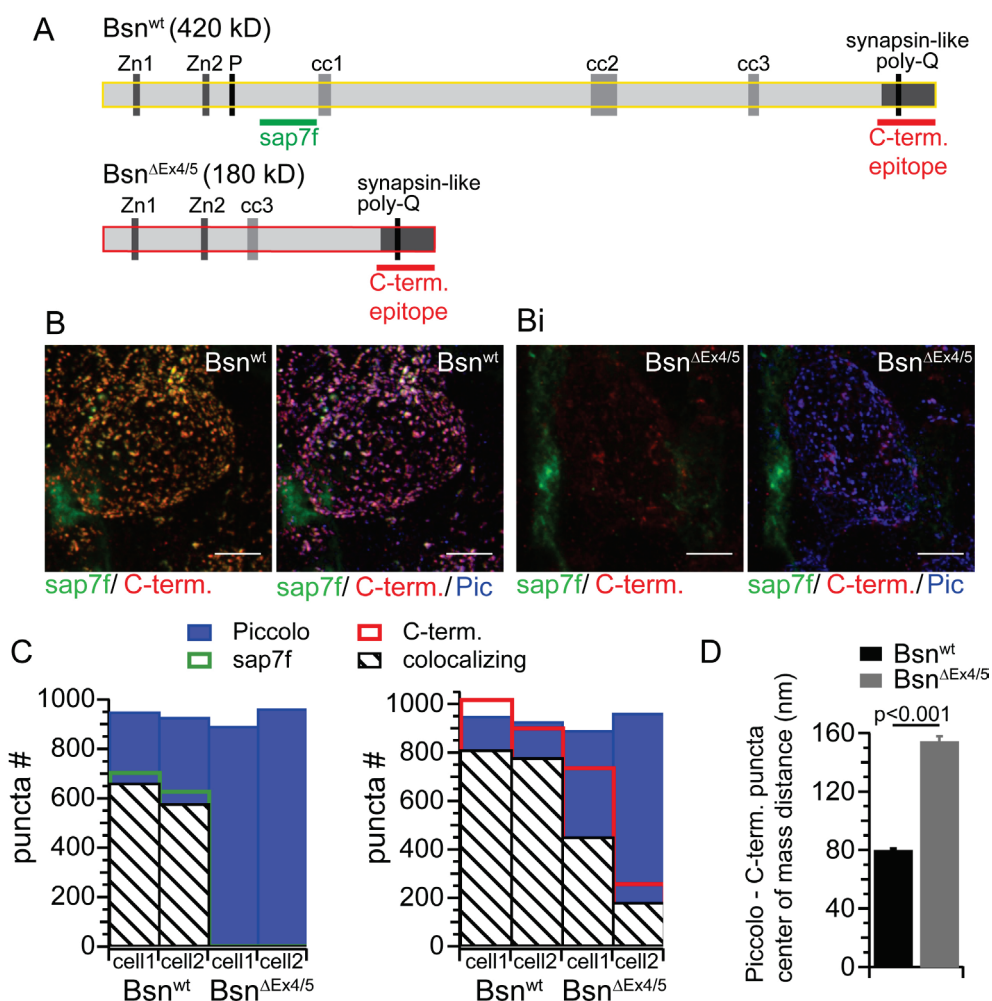 A
Bsn^wt (420 kD)
Zn1 Zn2 P cc1 cc2 cc3 synapsin-like
poly-Q
sap7f
C-term.
epitope
Bsn^ΔEx4/5 (180 kD)
Zn1 Zn2 cc3 synapsin-like
poly-Q
C-term.
epitope
B
Bsn^wt
Bsn^wt
sap7f/ C-term.
sap7f/ C-term./Pic
Bi
Bsn^ΔEx4/5
Bsn^ΔEx4/5
sap7f/ C-term.
sap7f/ C-term./Pic
C
Piccolo
C-term.
sap7f
colocalizing
puncta #
1000
800
600
400
200
0
cell1 cell2 cell1 cell2
Bsn^wt Bsn^ΔEx4/5
puncta #
1000
800
600
400
200
0
cell1 cell2 cell1 cell2
Bsn^wt Bsn^ΔEx4/5
D
Bsn^wt
Bsn^ΔEx4/5
p<0.001
Piccolo - C-term. puncta
center of mass distance (nm)
160
120
80
40
0